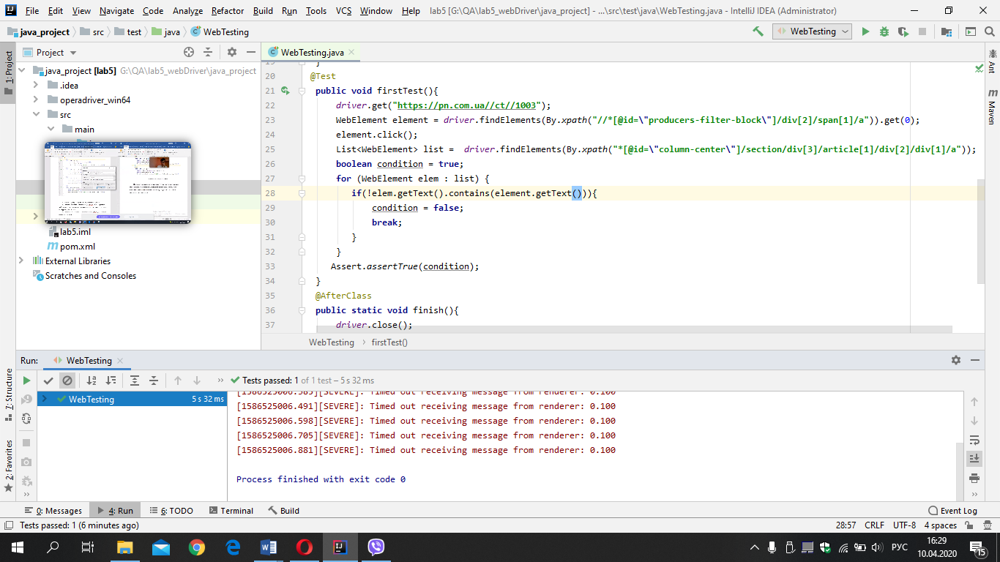 File Edit View Navigate Code Analyze Refactor Build Run Tools VCS Window Help lab5 [G:\QA\lab5_webDriver\java_project] - ...\src\test\java\WebTesting.java - IntelliJ IDEA (Administrator)
java_project src test java WebTesting WebTesting
1: Project
Project
WebTesting.java
java_project [lab5] G:\QA\lab5_webDriver\java_project
.idea
operadriver_win64
src
main
lab5.iml
pom.xml
External Libraries
Scratches and Consoles
Ant
Maven
19 }
20 @Test
21 public void firstTest(){
22 driver.get("https://pn.com.ua//ct//1003");
23 WebElement element = driver.findElements(By.xpath("//*[@id=\"producers-filter-block\"]/div[2]/span[1]/a")).get(0);
24 element.click();
25 List<WebElement> list =  driver.findElements(By.xpath("*[@id=\"column-center\"]/section/div[3]/article[1]/div[2]/div[1]/a"));
26 boolean condition = true;
27 for (WebElement elem : list) {
28 if(!elem.getText().contains(element.getText())){
29 condition = false;
30 break;
31 }
32 }
33 Assert.assertTrue(condition);
34 }
35 @AfterClass
36 public static void finish(){
37 driver.close();
WebTesting firstTest()
Run: WebTesting
Tests passed: 1 of 1 test – 5 s 32 ms
WebTesting 5 s 32 ms
[1586525006.385][SEVERE]: Timed out receiving message from renderer: 0.100
[1586525006.491][SEVERE]: Timed out receiving message from renderer: 0.100
[1586525006.598][SEVERE]: Timed out receiving message from renderer: 0.100
[1586525006.705][SEVERE]: Timed out receiving message from renderer: 0.100
[1586525006.881][SEVERE]: Timed out receiving message from renderer: 0.100
Process finished with exit code 0
7: Structure
2: Favorites
0: Messages 4: Run 6: TODO Terminal Build Event Log
Tests passed: 1 (6 minutes ago) 28:57 CRLF UTF-8 4 spaces
РУС 16:29
10.04.2020 15